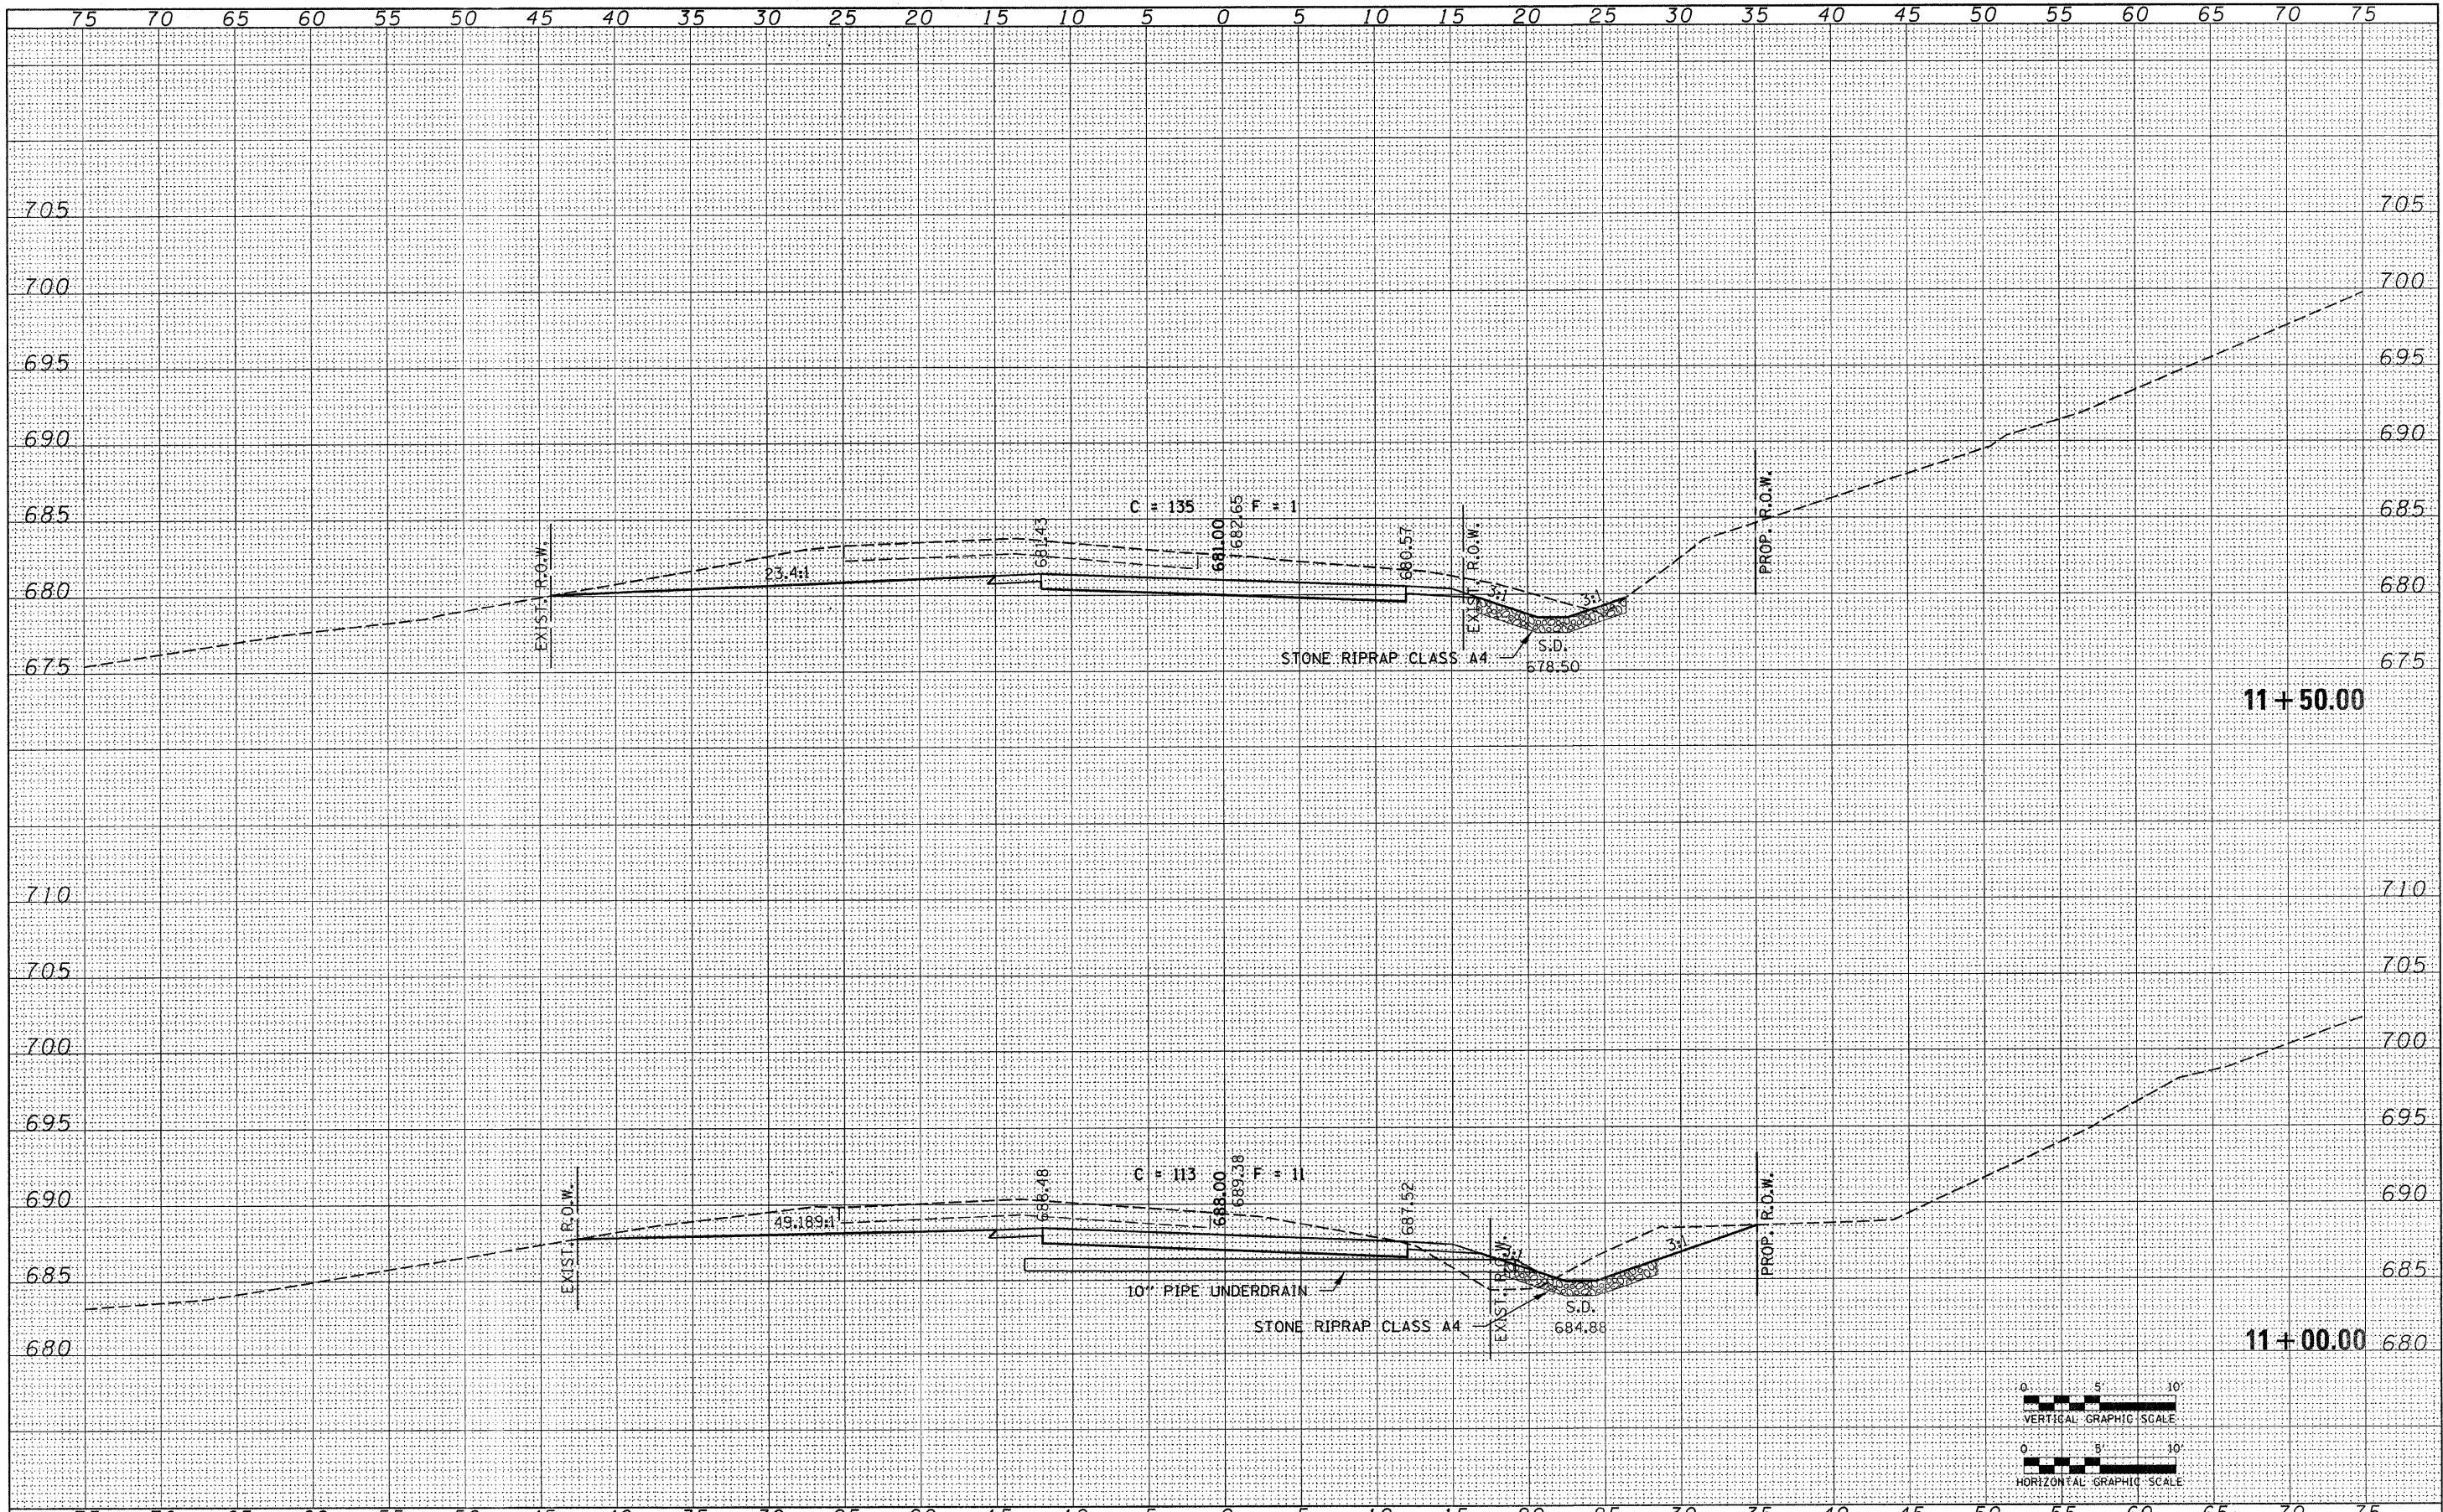 75 70 65 60 55 50 45 40 35 30 25 20 15 10 5 0 5 10 15 20 25 30 35 40 45 50 55 60 65 70 75
705 705
700 700
695 695
690 690
685 685
680 680
675 675
EXIST. R.O.W.
23.4:1
681.43
C = 135
681.00
682.65
F = 1
680.57
EXIST. R.O.W.
3:1
3:1
PROP. R.O.W.
STONE RIPRAP CLASS A4
S.D.
678.50
11 + 50.00
710 710
705 705
700 700
695 695
690 690
685 685
680 680
EXIST. R.O.W.
49.189:1
688.48
C = 113
688.00
689.38
F = 11
687.52
EXIST. R.O.W.
3:1
3:1
PROP. R.O.W.
10" PIPE UNDERDRAIN
STONE RIPRAP CLASS A4
S.D.
684.88
11 + 00.00
0 5' 10'
VERTICAL GRAPHIC SCALE
0 5' 10'
HORIZONTAL GRAPHIC SCALE